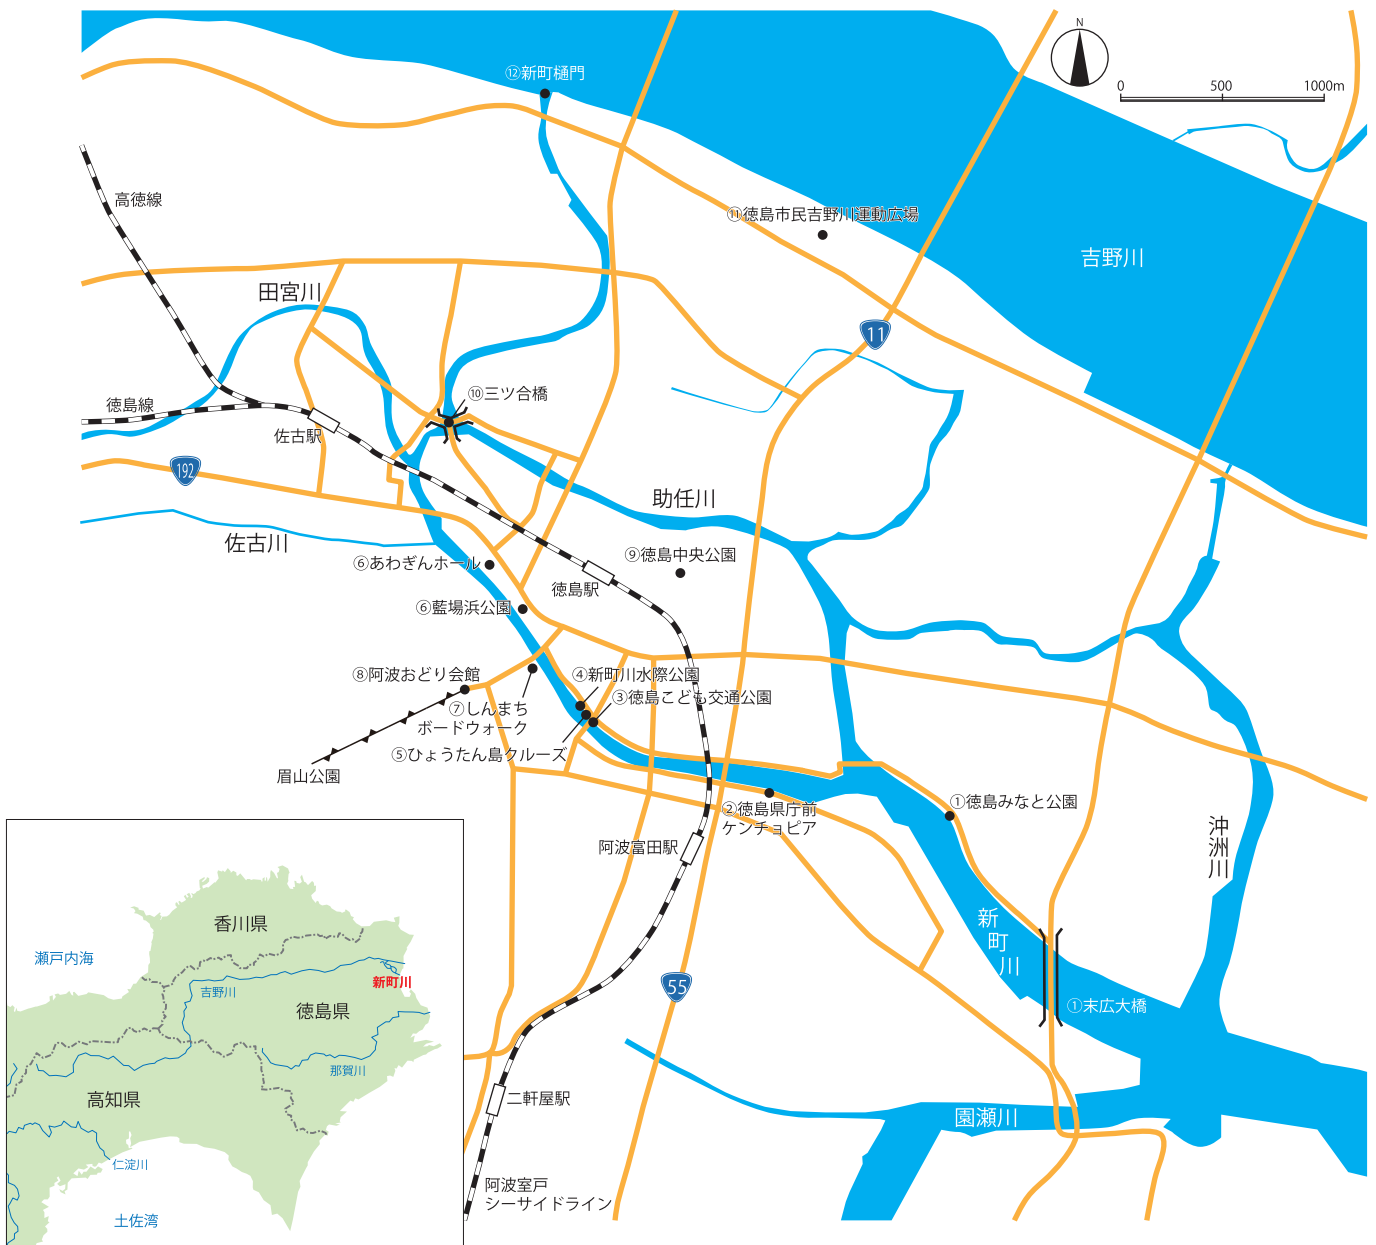 N
0 500 1000m
⑫新町樋門
高徳線
⑪徳島市民吉野川運動広場
吉野川
田宮川
11
⑩三ツ合橋
徳島線
佐古駅
192
助任川
佐古川
⑥あわぎんホール
⑨徳島中央公園
徳島駅
⑥藍場浜公園
⑧阿波おどり会館
④新町川水際公園
③徳島こども交通公園
⑦しんまち
ボードウォーク
⑤ひょうたん島クルーズ
眉山公園
②徳島県庁前
ケンチョピア
①徳島みなと公園
阿波富田駅
沖洲川
新町川
55
①末広大橋
園瀬川
二軒屋駅
阿波室戸
シーサイドライン
香川県
瀬戸内海
新町川
吉野川
徳島県
那賀川
高知県
仁淀川
土佐湾